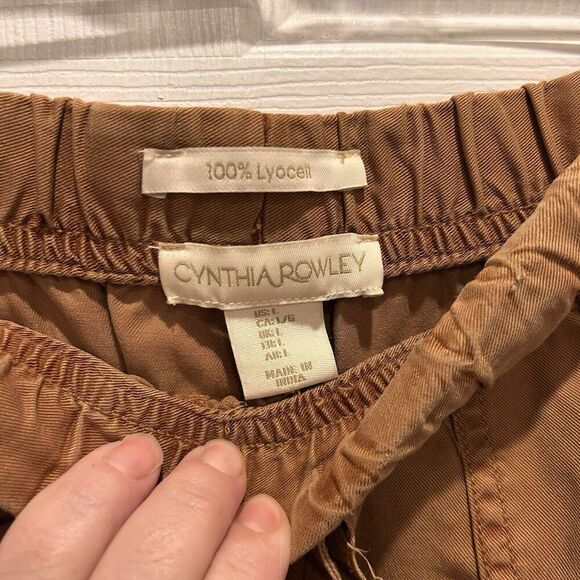 100% Lyocell
CYNTHIA ROWLEY
US: L
CA: L/G
UK: L
EU: L
AU: L
MADE IN
INDIA